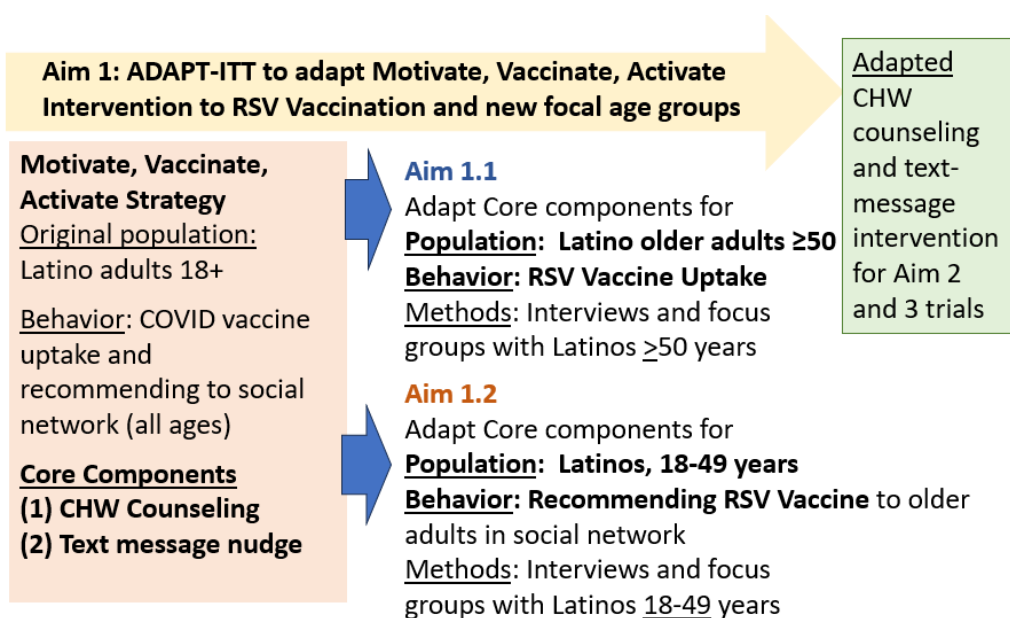 Aim 1: ADAPT-ITT to adapt Motivate, Vaccinate, Activate
Intervention to RSV Vaccination and new focal age groups
Motivate, Vaccinate,
Activate Strategy
Original population:
Latino adults 18+
Behavior: COVID vaccine
uptake and
recommending to social
network (all ages)
Core Components
(1) CHW Counseling
(2) Text message nudge
Aim 1.1
Adapt Core components for
Population: Latino older adults ≥50
Behavior: RSV Vaccine Uptake
Methods: Interviews and focus
groups with Latinos >50 years
Aim 1.2
Adapt Core components for
Population: Latinos, 18-49 years
Behavior: Recommending RSV Vaccine to older
adults in social network
Methods: Interviews and focus
groups with Latinos 18-49 years
Adapted
CHW
counseling
and text-
message
intervention
for Aim 2
and 3 trials